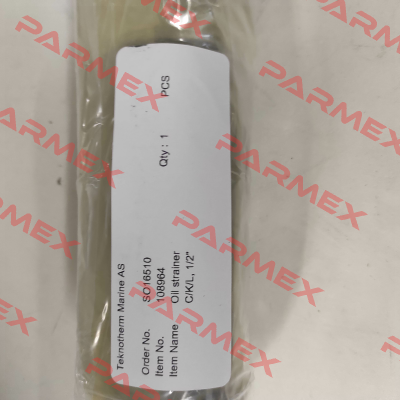 Teknotherm Marine AS
Order No. SO16510
Item No. 108964 Qty : 1 PCS
Item Name Oil strainer
C/K/L, 1/2"
PARMEX
PARMEX
PARMEX
PARMEX
PARMEX
PARMEX
PARMEX